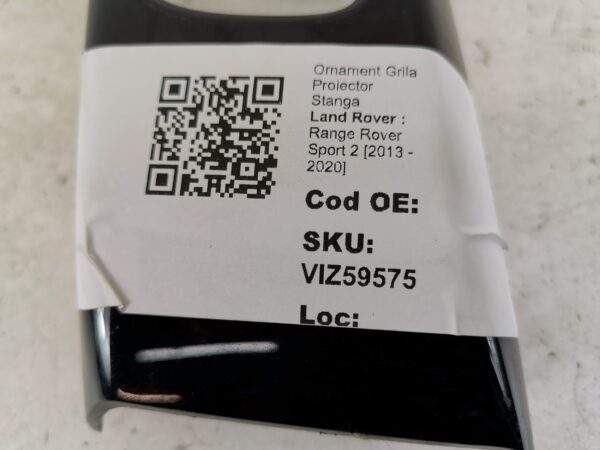 Ornament Grila
Proiector
Stanga
Land Rover :
Range Rover
Sport 2 [2013 -
2020]
Cod OE:
SKU:
VIZ59575
Loc: